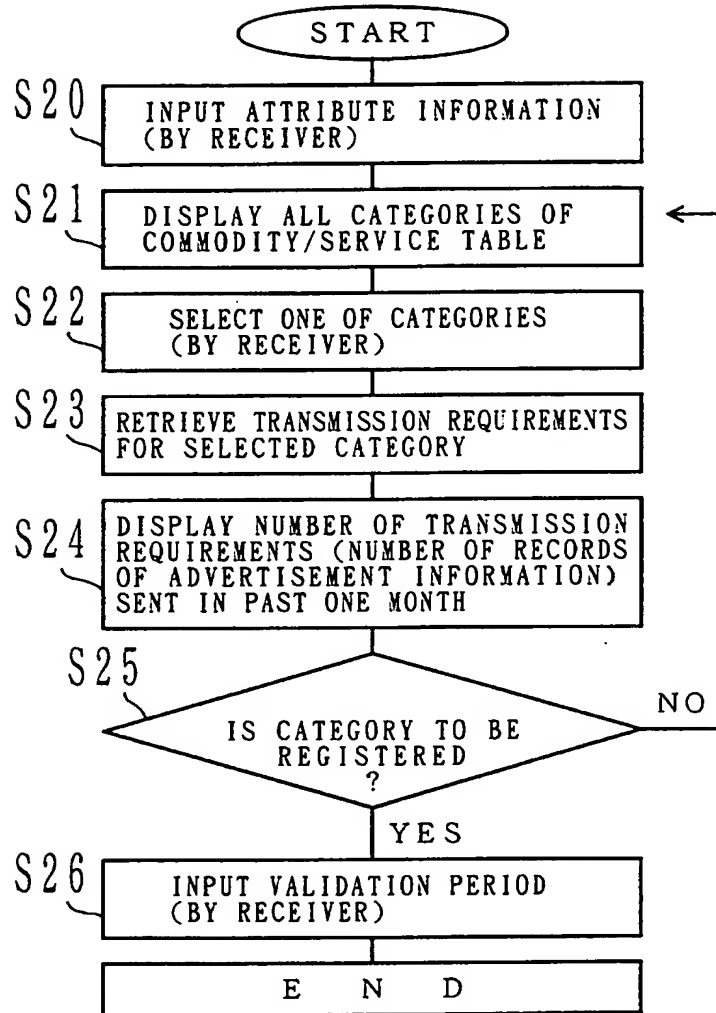 START
S20
INPUT ATTRIBUTE INFORMATION
(BY RECEIVER)
S21
DISPLAY ALL CATEGORIES OF
COMMODITY/SERVICE TABLE
S22
SELECT ONE OF CATEGORIES
(BY RECEIVER)
S23
RETRIEVE TRANSMISSION REQUIREMENTS
FOR SELECTED CATEGORY
S24
DISPLAY NUMBER OF TRANSMISSION
REQUIREMENTS (NUMBER OF RECORDS
OF ADVERTISEMENT INFORMATION)
SENT IN PAST ONE MONTH
S25
IS CATEGORY TO BE
REGISTERED
?
NO
YES
S26
INPUT VALIDATION PERIOD
(BY RECEIVER)
E N D